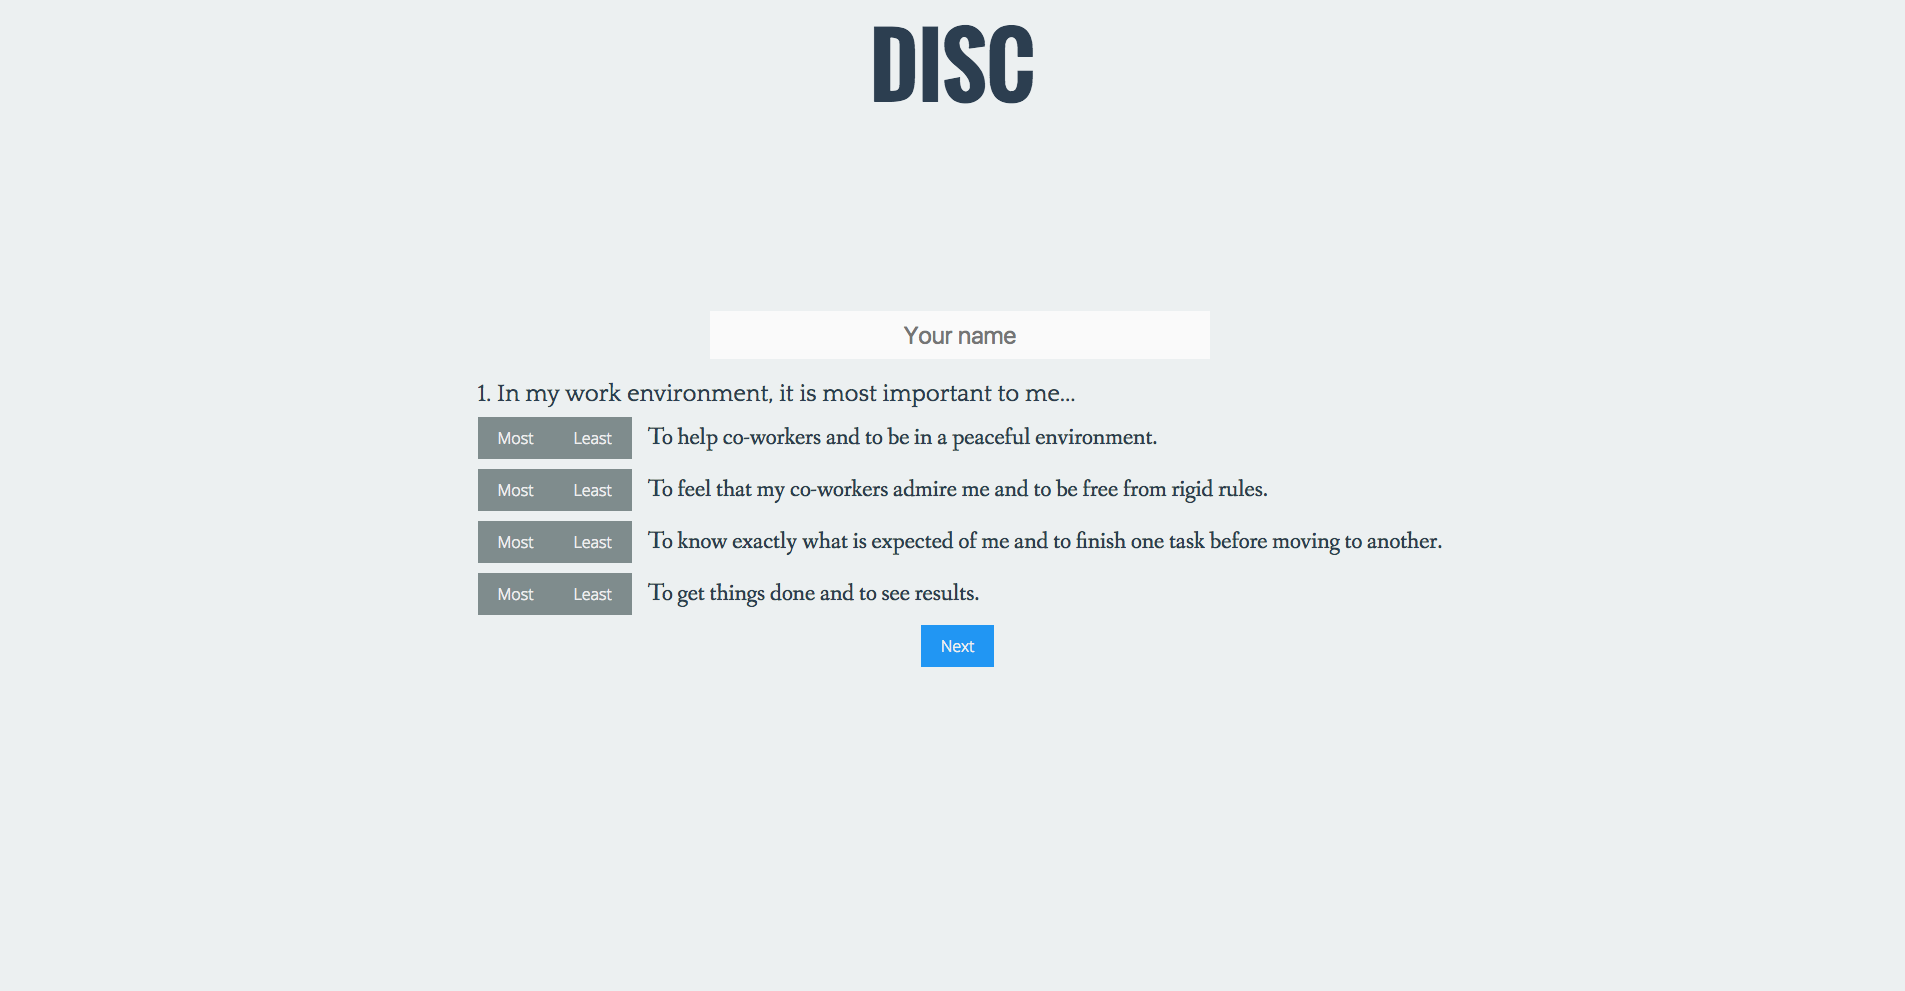 DISC
Your name
1. In my work environment, it is most important to me...
Most Least To help co-workers and to be in a peaceful environment.
Most Least To feel that my co-workers admire me and to be free from rigid rules.
Most Least To know exactly what is expected of me and to finish one task before moving to another.
Most Least To get things done and to see results.
Next